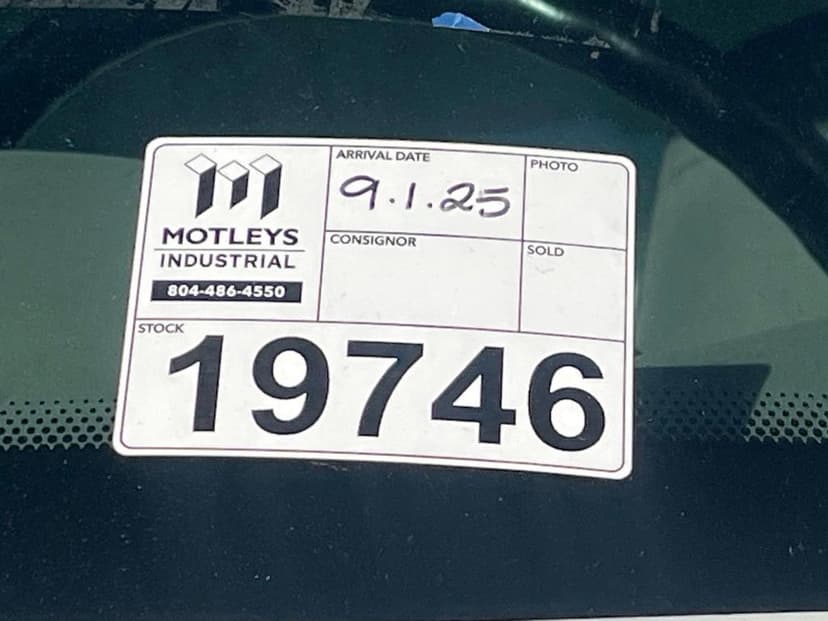 ARRIVAL DATE
9.1.25
PHOTO
MOTLEYS
INDUSTRIAL
804-486-4550
CONSIGNOR
SOLD
STOCK
19746